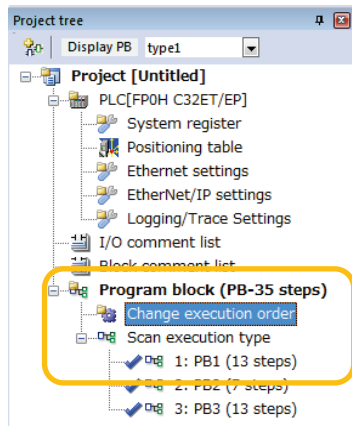 Project tree
Display PB type1
Project [Untitled]
PLC[FP0H C32ET/EP]
System register
Positioning table
Ethernet settings
EtherNet/IP settings
Logging/Trace Settings
I/O comment list
Block comment list
Program block (PB-35 steps)
Change execution order
Scan execution type
1: PB1 (13 steps)
2: PB2 (7 steps)
3: PB3 (13 steps)